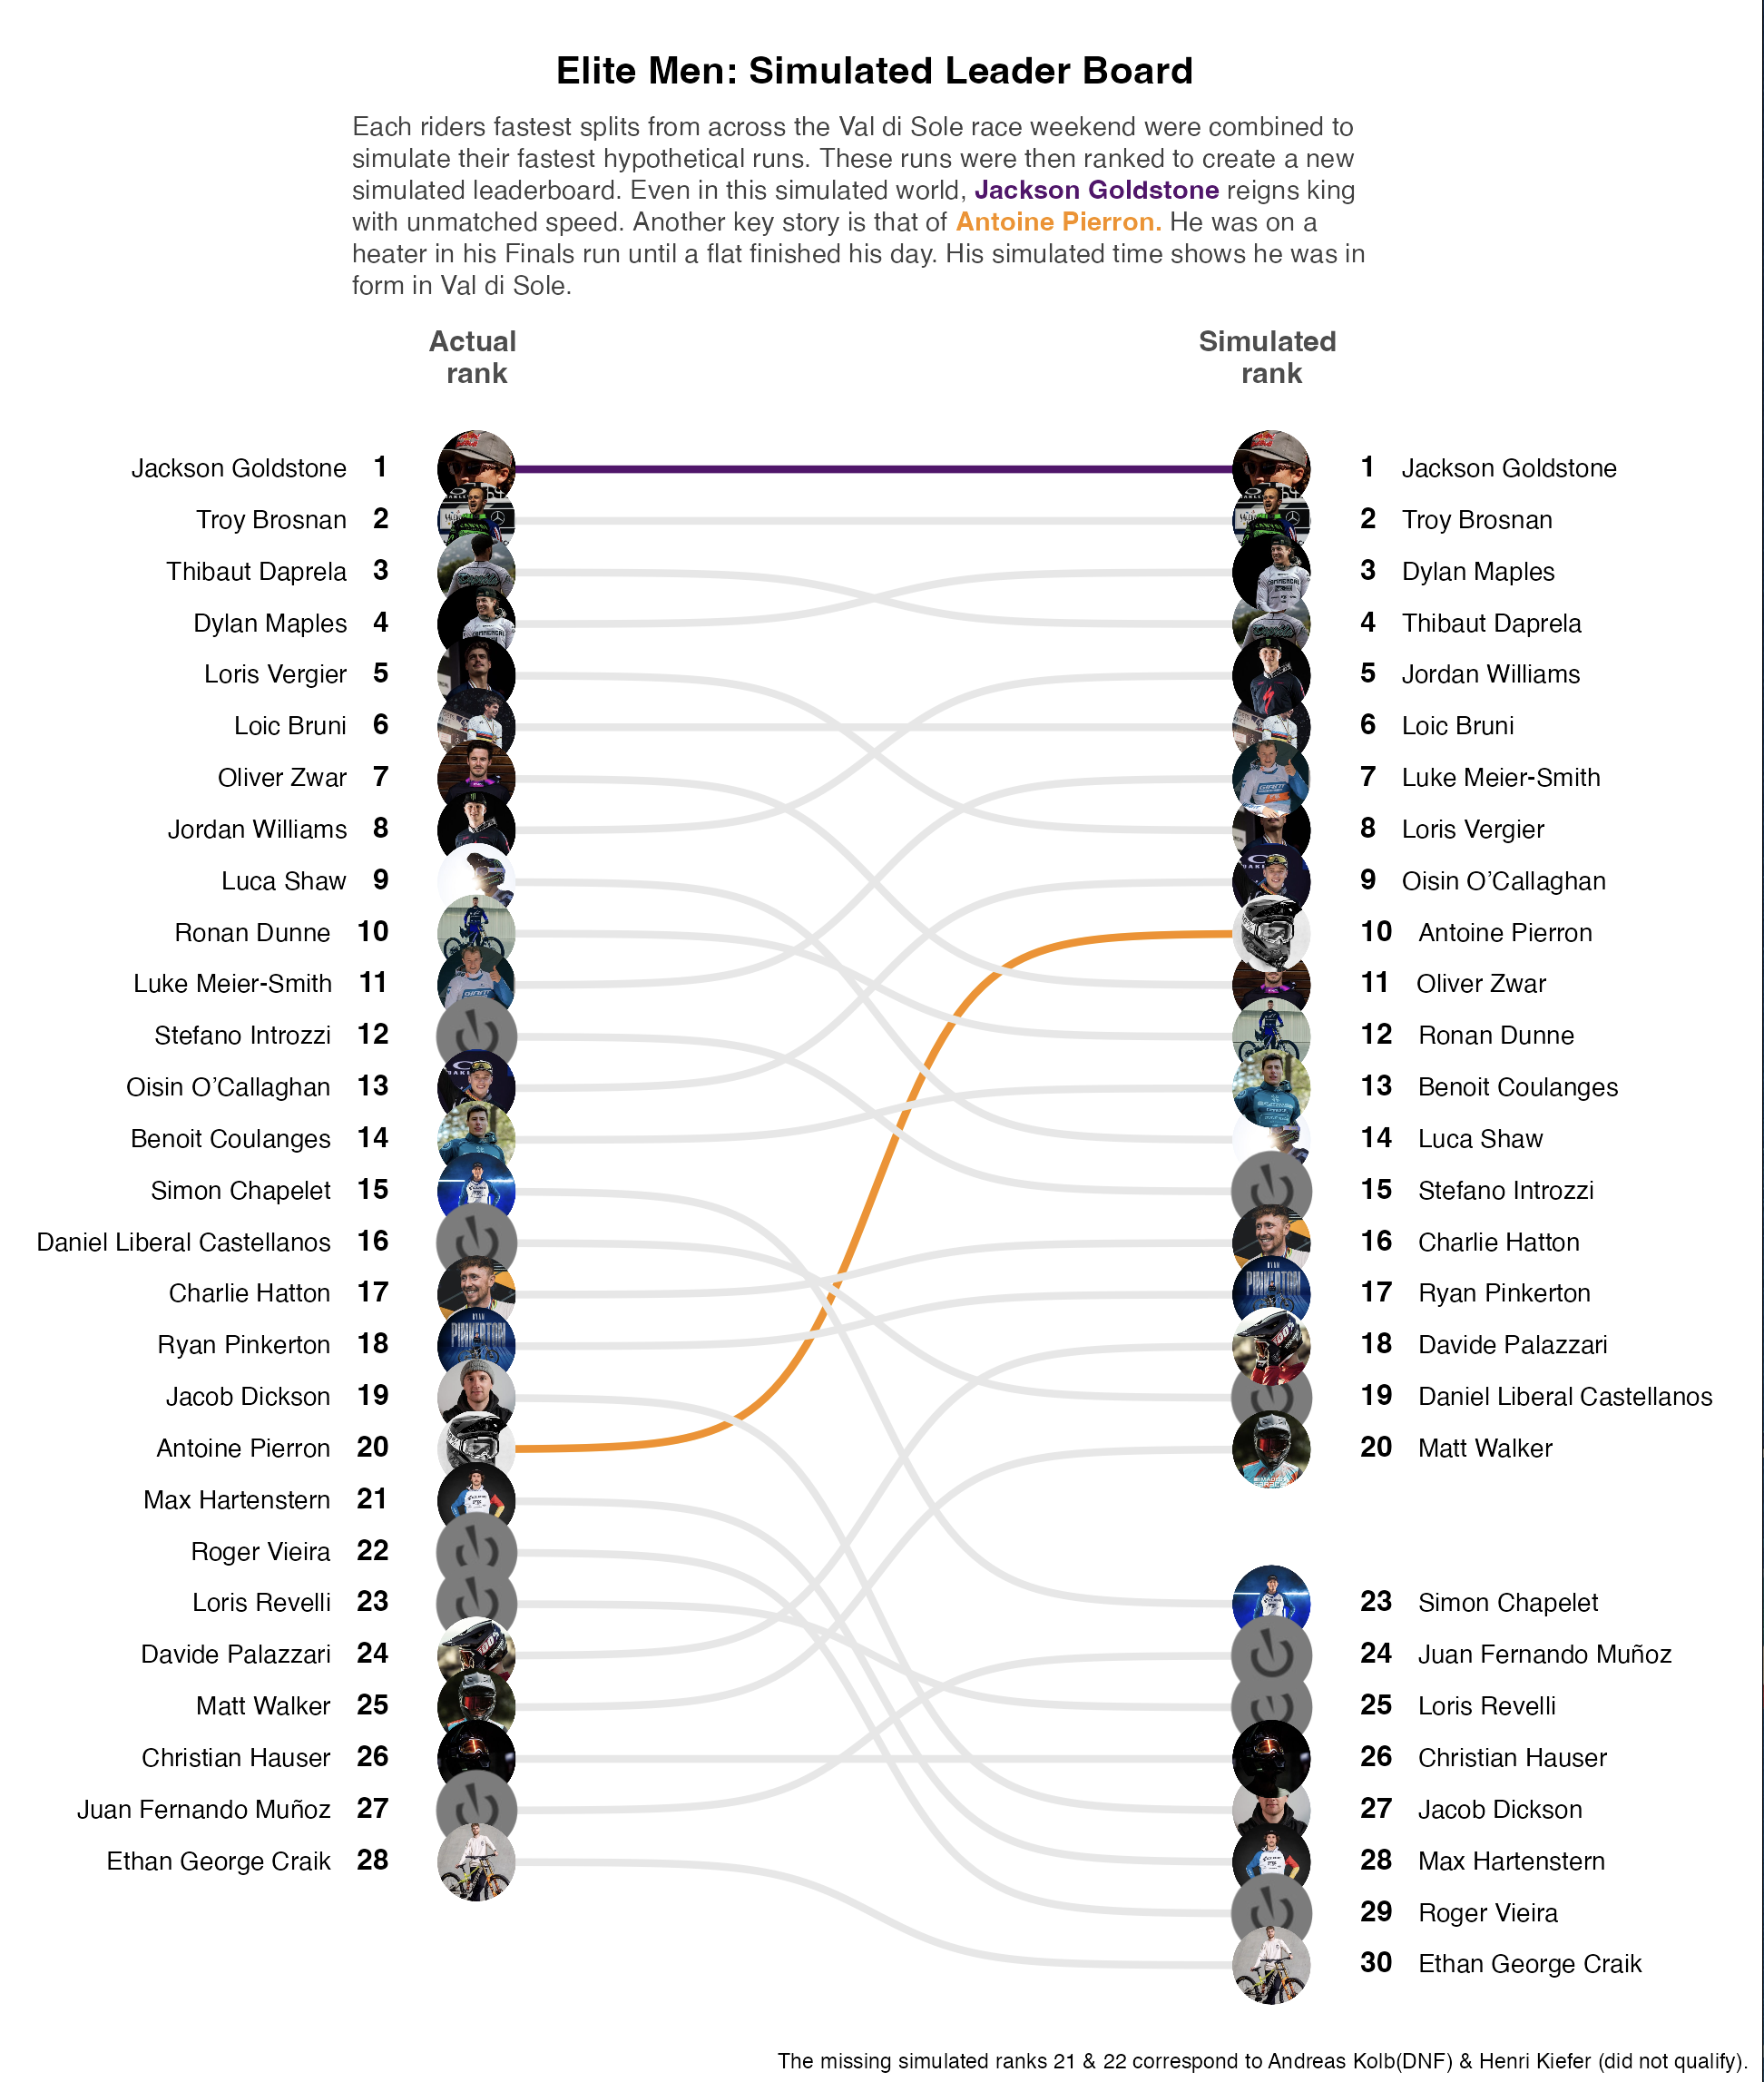 Elite Men: Simulated Leader Board
Each riders fastest splits from across the Val di Sole race weekend were combined to
simulate their fastest hypothetical runs. These runs were then ranked to create a new
simulated leaderboard. Even in this simulated world, Jackson Goldstone reigns king
with unmatched speed. Another key story is that of Antoine Pierron. He was on a
heater in his Finals run until a flat finished his day. His simulated time shows he was in
form in Val di Sole.
Actual
rank
Simulated
rank
Jackson Goldstone 1
1 Jackson Goldstone
Troy Brosnan 2
2 Troy Brosnan
Thibaut Daprela 3
3 Dylan Maples
Dylan Maples 4
4 Thibaut Daprela
Loris Vergier 5
5 Jordan Williams
Loic Bruni 6
6 Loic Bruni
Oliver Zwar 7
7 Luke Meier-Smith
Jordan Williams 8
8 Loris Vergier
Luca Shaw 9
9 Oisin O’Callaghan
Ronan Dunne 10
10 Antoine Pierron
Luke Meier-Smith 11
11 Oliver Zwar
Stefano Introzzi 12
12 Ronan Dunne
Oisin O’Callaghan 13
13 Benoit Coulanges
Benoit Coulanges 14
14 Luca Shaw
Simon Chapelet 15
15 Stefano Introzzi
Daniel Liberal Castellanos 16
16 Charlie Hatton
Charlie Hatton 17
17 Ryan Pinkerton
Ryan Pinkerton 18
18 Davide Palazzari
Jacob Dickson 19
19 Daniel Liberal Castellanos
Antoine Pierron 20
20 Matt Walker
Max Hartenstern 21
Roger Vieira 22
Loris Revelli 23
23 Simon Chapelet
Davide Palazzari 24
24 Juan Fernando Muñoz
Matt Walker 25
25 Loris Revelli
Christian Hauser 26
26 Christian Hauser
Juan Fernando Muñoz 27
27 Jacob Dickson
Ethan George Craik 28
28 Max Hartenstern
29 Roger Vieira
30 Ethan George Craik
The missing simulated ranks 21 & 22 correspond to Andreas Kolb(DNF) & Henri Kiefer (did not qualify).